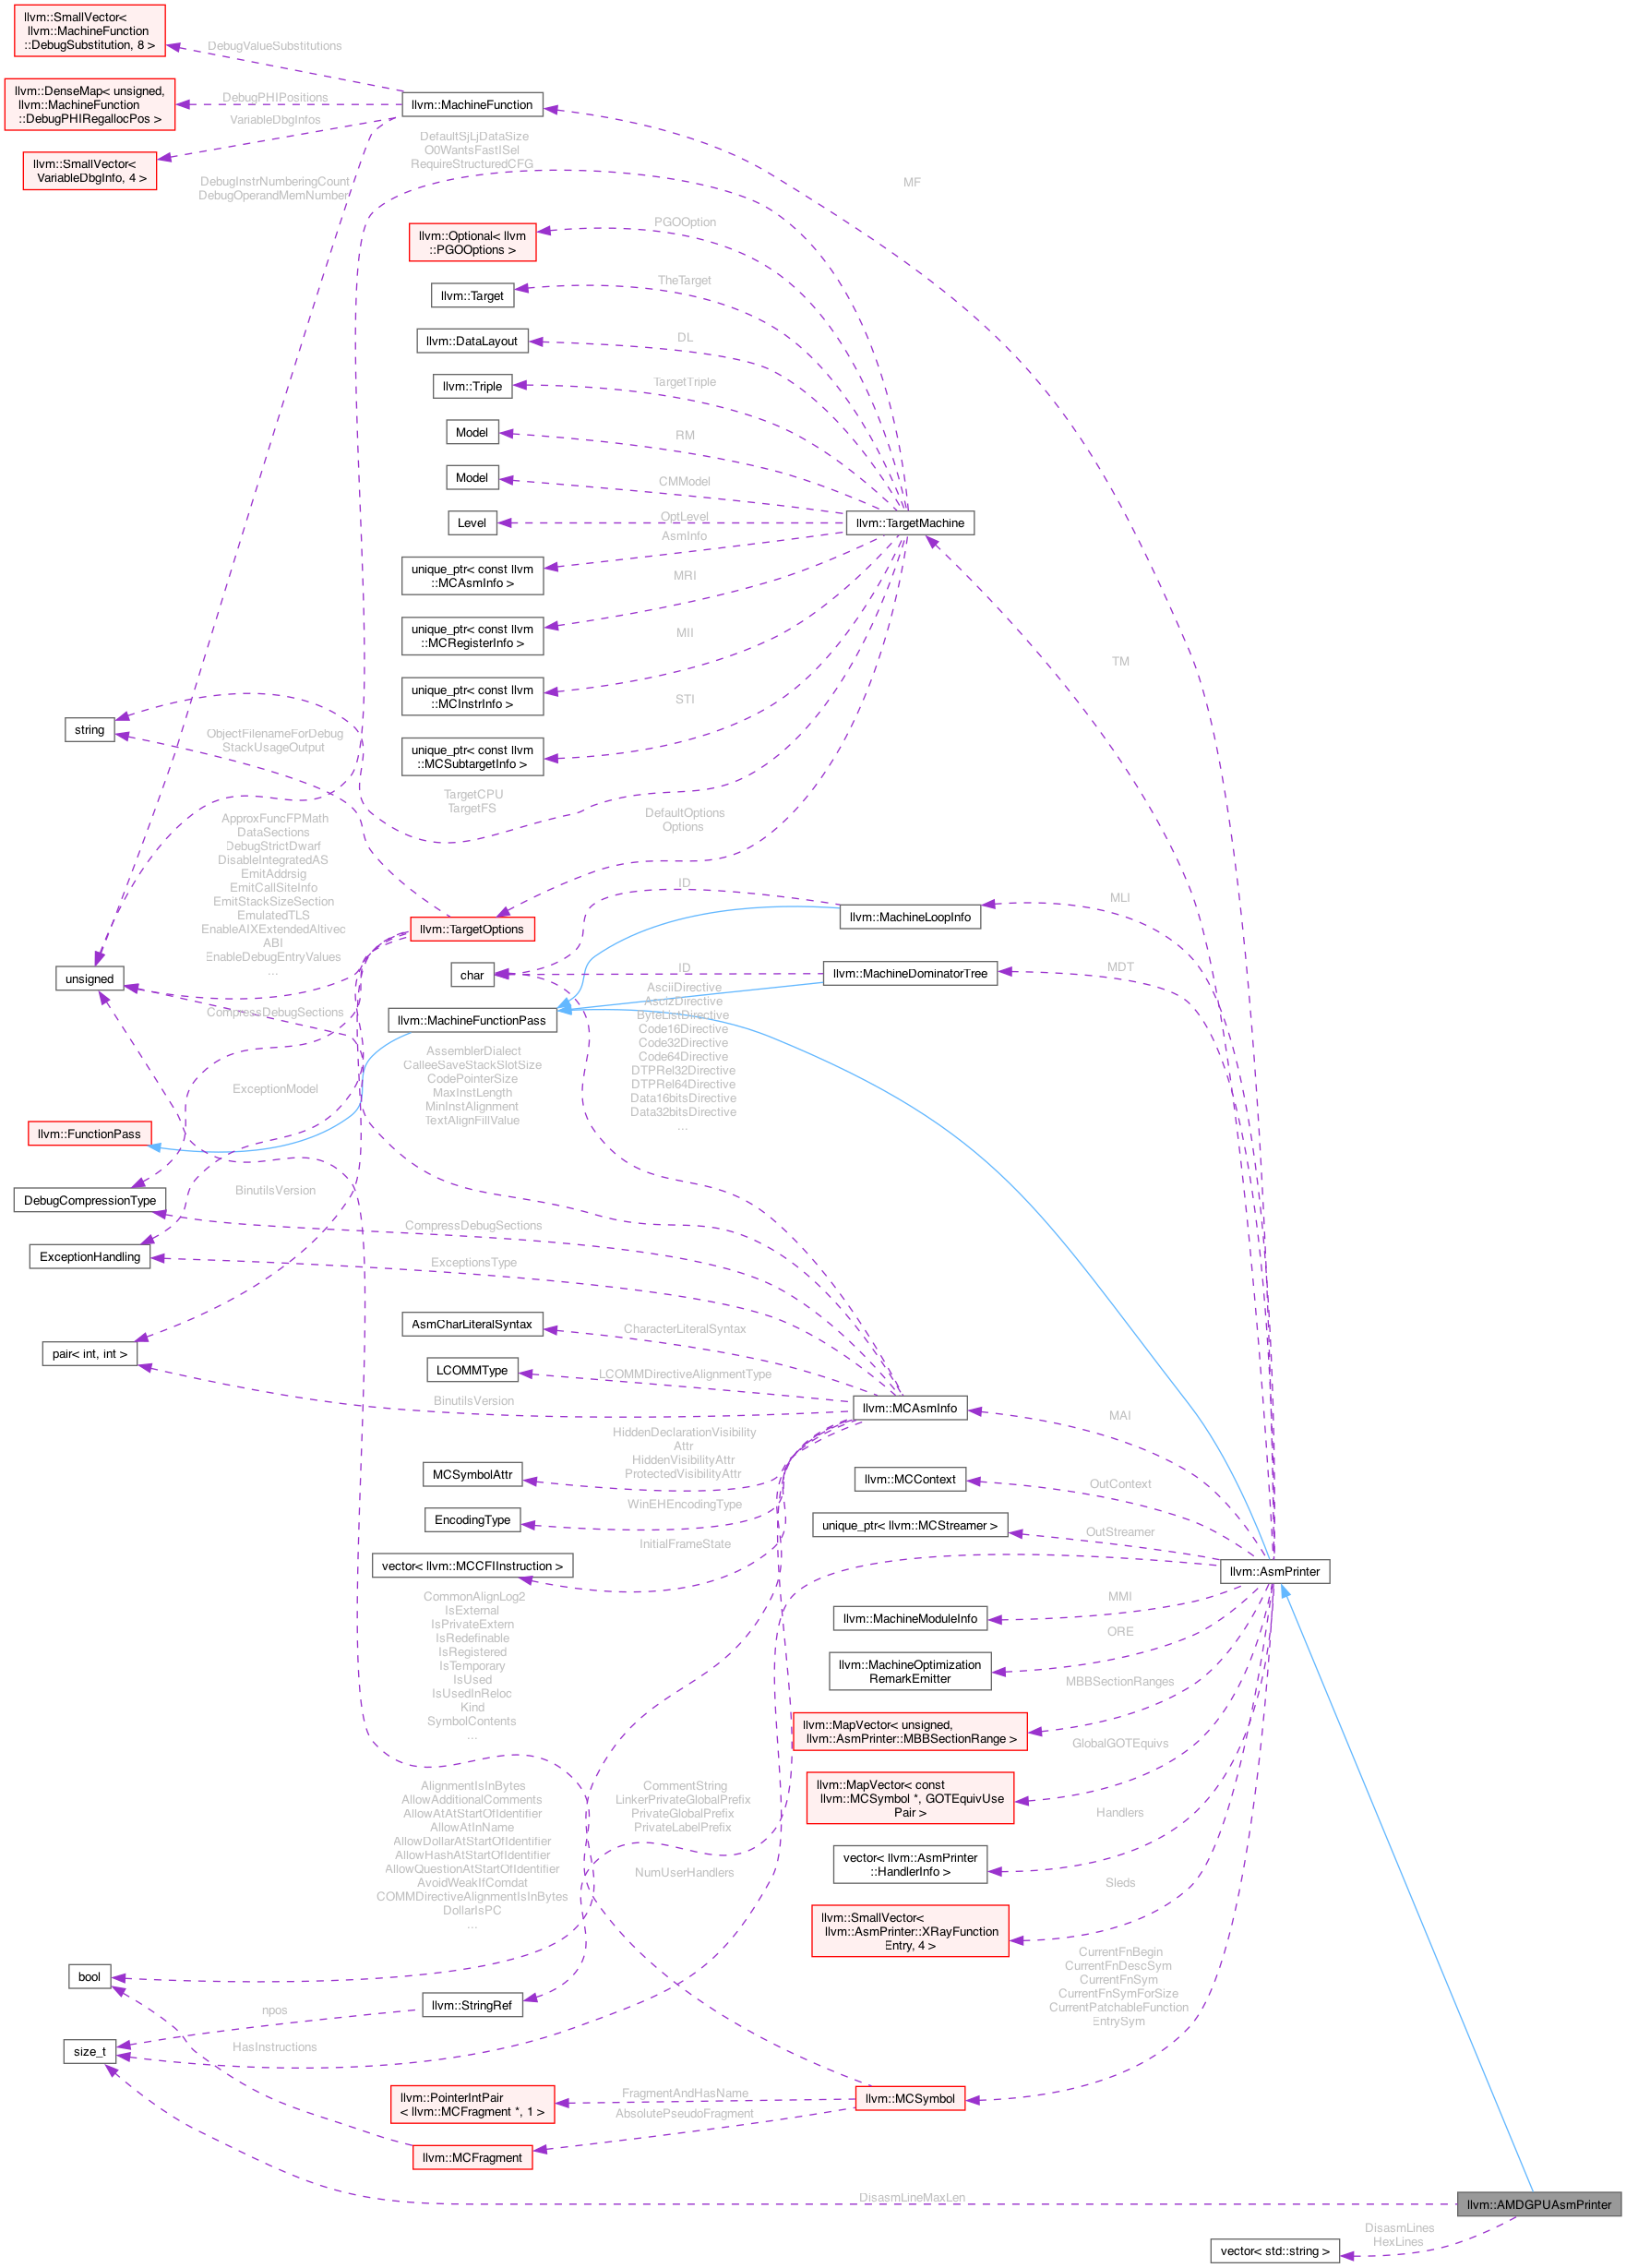 llvm::SmallVector<
llvm::MachineFunction
::DebugSubstitution, 8 >
DebugValueSubstitutions
llvm::DenseMap< unsigned,
llvm::MachineFunction
::DebugPHIRegallocPos >
DebugPHIPositions
llvm::MachineFunction
VariableDbgInfos
llvm::SmallVector<
VariableDbgInfo, 4 >
DefaultSjLjDataSize
O0WantsFastISel
RequireStructuredCFG
DebugInstrNumberingCount
DebugOperandMemNumber
MF
llvm::Optional< llvm
::PGOOptions >
PGOOption
llvm::Target
TheTarget
llvm::DataLayout
DL
llvm::Triple
TargetTriple
Model
RM
Model
CMModel
Level
OptLevel
llvm::TargetMachine
AsmInfo
unique_ptr< const llvm
::MCAsmInfo >
MRI
unique_ptr< const llvm
::MCRegisterInfo >
MII
unique_ptr< const llvm
::MCInstrInfo >
STI
unique_ptr< const llvm
::MCSubtargetInfo >
TM
string
ObjectFilenameForDebug
StackUsageOutput
TargetCPU
TargetFS
DefaultOptions
Options
ApproxFuncFPMath
DataSections
DebugStrictDwarf
DisableIntegratedAS
EmitAddrsig
EmitCallSiteInfo
EmitStackSizeSection
EmulatedTLS
EnableAIXExtendedAltivec
ABI
EnableDebugEntryValues
...
llvm::TargetOptions
ID
llvm::MachineLoopInfo
MLI
unsigned
char
ID
llvm::MachineDominatorTree
MDT
CompressDebugSections
llvm::MachineFunctionPass
AsciiDirective
AscizDirective
ByteListDirective
Code16Directive
Code32Directive
Code64Directive
DTPRel32Directive
DTPRel64Directive
Data16bitsDirective
Data32bitsDirective
...
AssemblerDialect
CalleeSaveStackSlotSize
CodePointerSize
MaxInstLength
MinInstAlignment
TextAlignFillValue
ExceptionModel
llvm::FunctionPass
DebugCompressionType
BinutilsVersion
CompressDebugSections
ExceptionHandling
ExceptionsType
AsmCharLiteralSyntax
CharacterLiteralSyntax
pair< int, int >
LCOMMType
LCOMMDirectiveAlignmentType
BinutilsVersion
llvm::MCAsmInfo
MAI
HiddenDeclarationVisibility
Attr
HiddenVisibilityAttr
ProtectedVisibilityAttr
MCSymbolAttr
llvm::MCContext
OutContext
EncodingType
WinEHEncodingType
unique_ptr< llvm::MCStreamer >
OutStreamer
InitialFrameState
vector< llvm::MCCFIInstruction >
llvm::AsmPrinter
CommonAlignLog2
IsExternal
IsPrivateExtern
IsRedefinable
IsRegistered
IsTemporary
IsUsed
IsUsedInReloc
Kind
SymbolContents
...
llvm::MachineModuleInfo
MMI
ORE
llvm::MachineOptimization
RemarkEmitter
MBBSectionRanges
llvm::MapVector< unsigned,
llvm::AsmPrinter::MBBSectionRange >
GlobalGOTEquivs
llvm::MapVector< const
llvm::MCSymbol *, GOTEquivUse
Pair >
AlignmentIsInBytes
AllowAdditionalComments
AllowAtAtStartOfIdentifier
AllowAtInName
AllowDollarAtStartOfIdentifier
AllowHashAtStartOfIdentifier
AllowQuestionAtStartOfIdentifier
AvoidWeakIfComdat
COMMDirectiveAlignmentIsInBytes
DollarIsPC
...
CommentString
LinkerPrivateGlobalPrefix
PrivateGlobalPrefix
PrivateLabelPrefix
Handlers
vector< llvm::AsmPrinter
::HandlerInfo >
NumUserHandlers
Sleds
llvm::SmallVector<
llvm::AsmPrinter::XRayFunction
Entry, 4 >
CurrentFnBegin
CurrentFnDescSym
CurrentFnSym
CurrentFnSymForSize
CurrentPatchableFunction
EntrySym
bool
llvm::StringRef
npos
size_t
HasInstructions
llvm::PointerIntPair
< llvm::MCFragment *, 1 >
FragmentAndHasName
llvm::MCSymbol
AbsolutePseudoFragment
llvm::MCFragment
DisasmLineMaxLen
llvm::AMDGPUAsmPrinter
DisasmLines
HexLines
vector< std::string >